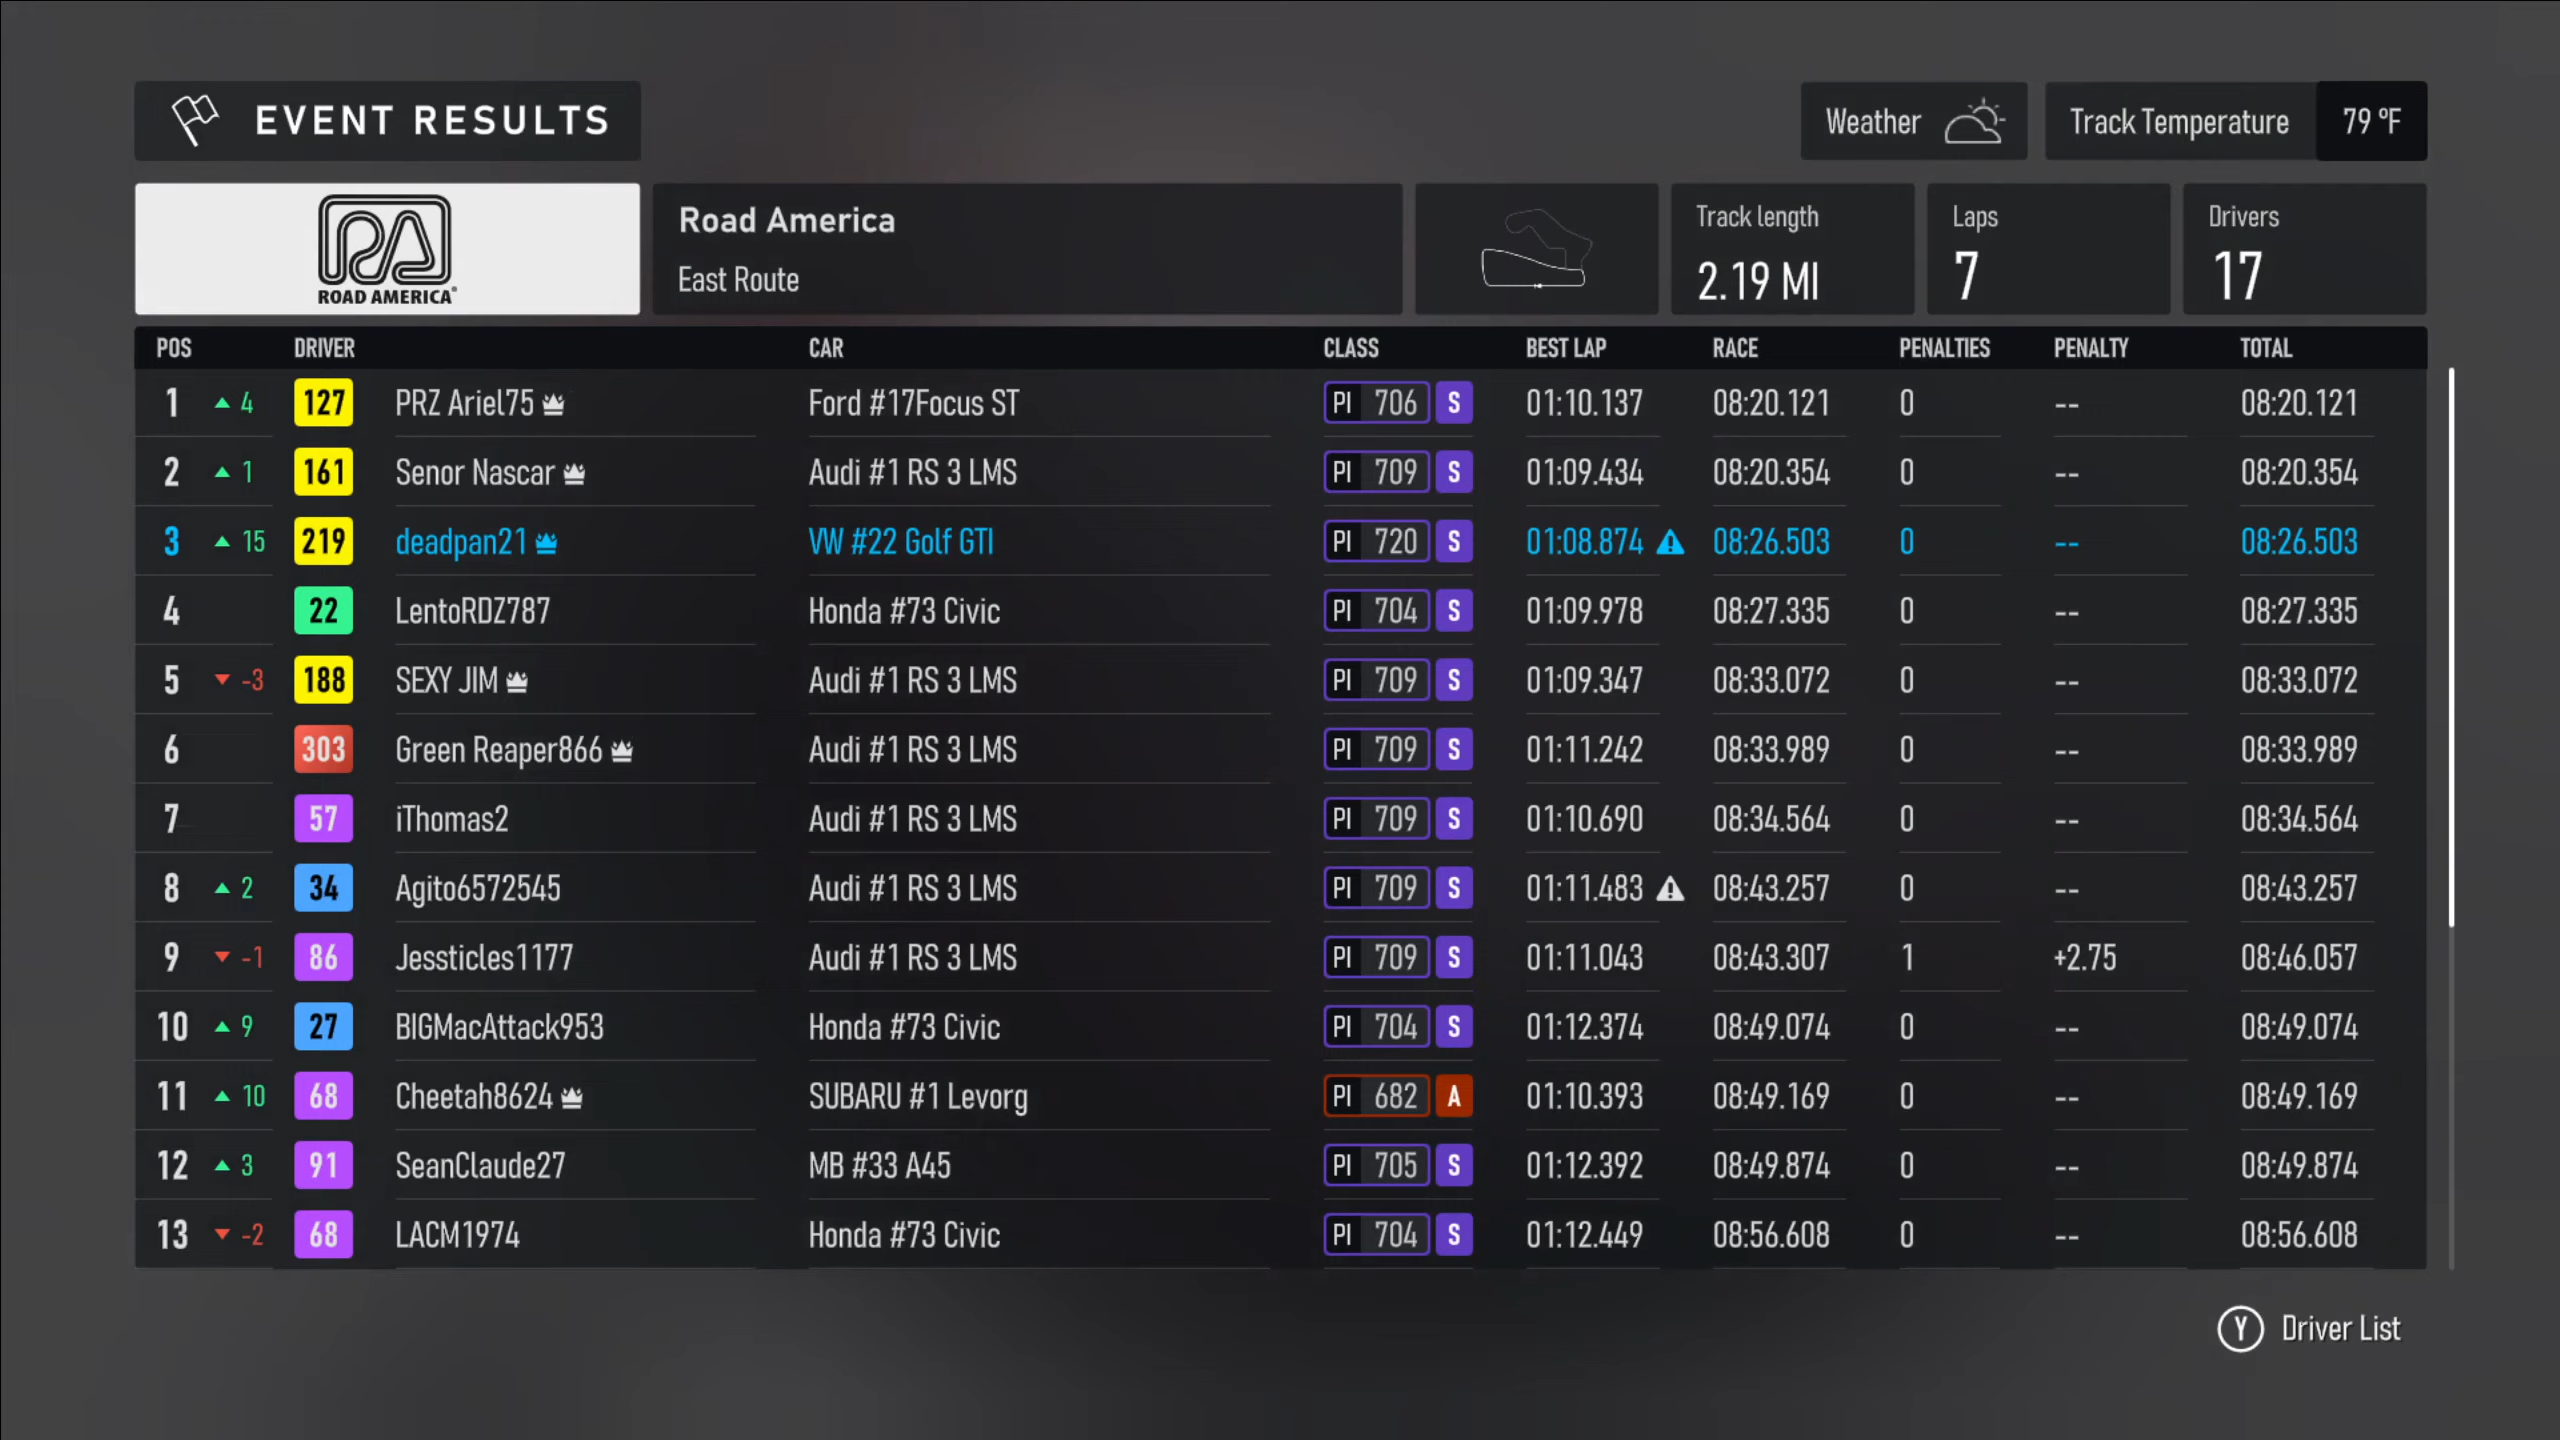 EVENT RESULTS
Weather
Track Temperature 79 °F
RA
ROAD AMERICA®
Road America
East Route
Track length
2.19 MI
Laps
7
Drivers
17
POS DRIVER CAR CLASS BEST LAP RACE PENALTIES PENALTY TOTAL
1 ▲ 4 127 PRZ Ariel75 Ford #17Focus ST PI 706 S 01:10.137 08:20.121 0 -- 08:20.121
2 ▲ 1 161 Senor Nascar Audi #1 RS 3 LMS PI 709 S 01:09.434 08:20.354 0 -- 08:20.354
3 ▲ 15 219 deadpan21 VW #22 Golf GTI PI 720 S 01:08.874 08:26.503 0 -- 08:26.503
4 22 LentoRDZ787 Honda #73 Civic PI 704 S 01:09.978 08:27.335 0 -- 08:27.335
5 ▼ -3 188 SEXY JIM Audi #1 RS 3 LMS PI 709 S 01:09.347 08:33.072 0 -- 08:33.072
6 303 Green Reaper866 Audi #1 RS 3 LMS PI 709 S 01:11.242 08:33.989 0 -- 08:33.989
7 57 iThomas2 Audi #1 RS 3 LMS PI 709 S 01:10.690 08:34.564 0 -- 08:34.564
8 ▲ 2 34 Agito6572545 Audi #1 RS 3 LMS PI 709 S 01:11.483 08:43.257 0 -- 08:43.257
9 ▼ -1 86 Jessticles1177 Audi #1 RS 3 LMS PI 709 S 01:11.043 08:43.307 1 +2.75 08:46.057
10 ▲ 9 27 BIGMacAttack953 Honda #73 Civic PI 704 S 01:12.374 08:49.074 0 -- 08:49.074
11 ▲ 10 68 Cheetah8624 SUBARU #1 Levorg PI 682 A 01:10.393 08:49.169 0 -- 08:49.169
12 ▲ 3 91 SeanClaude27 MB #33 A45 PI 705 S 01:12.392 08:49.874 0 -- 08:49.874
13 ▼ -2 68 LACM1974 Honda #73 Civic PI 704 S 01:12.449 08:56.608 0 -- 08:56.608
Y Driver List